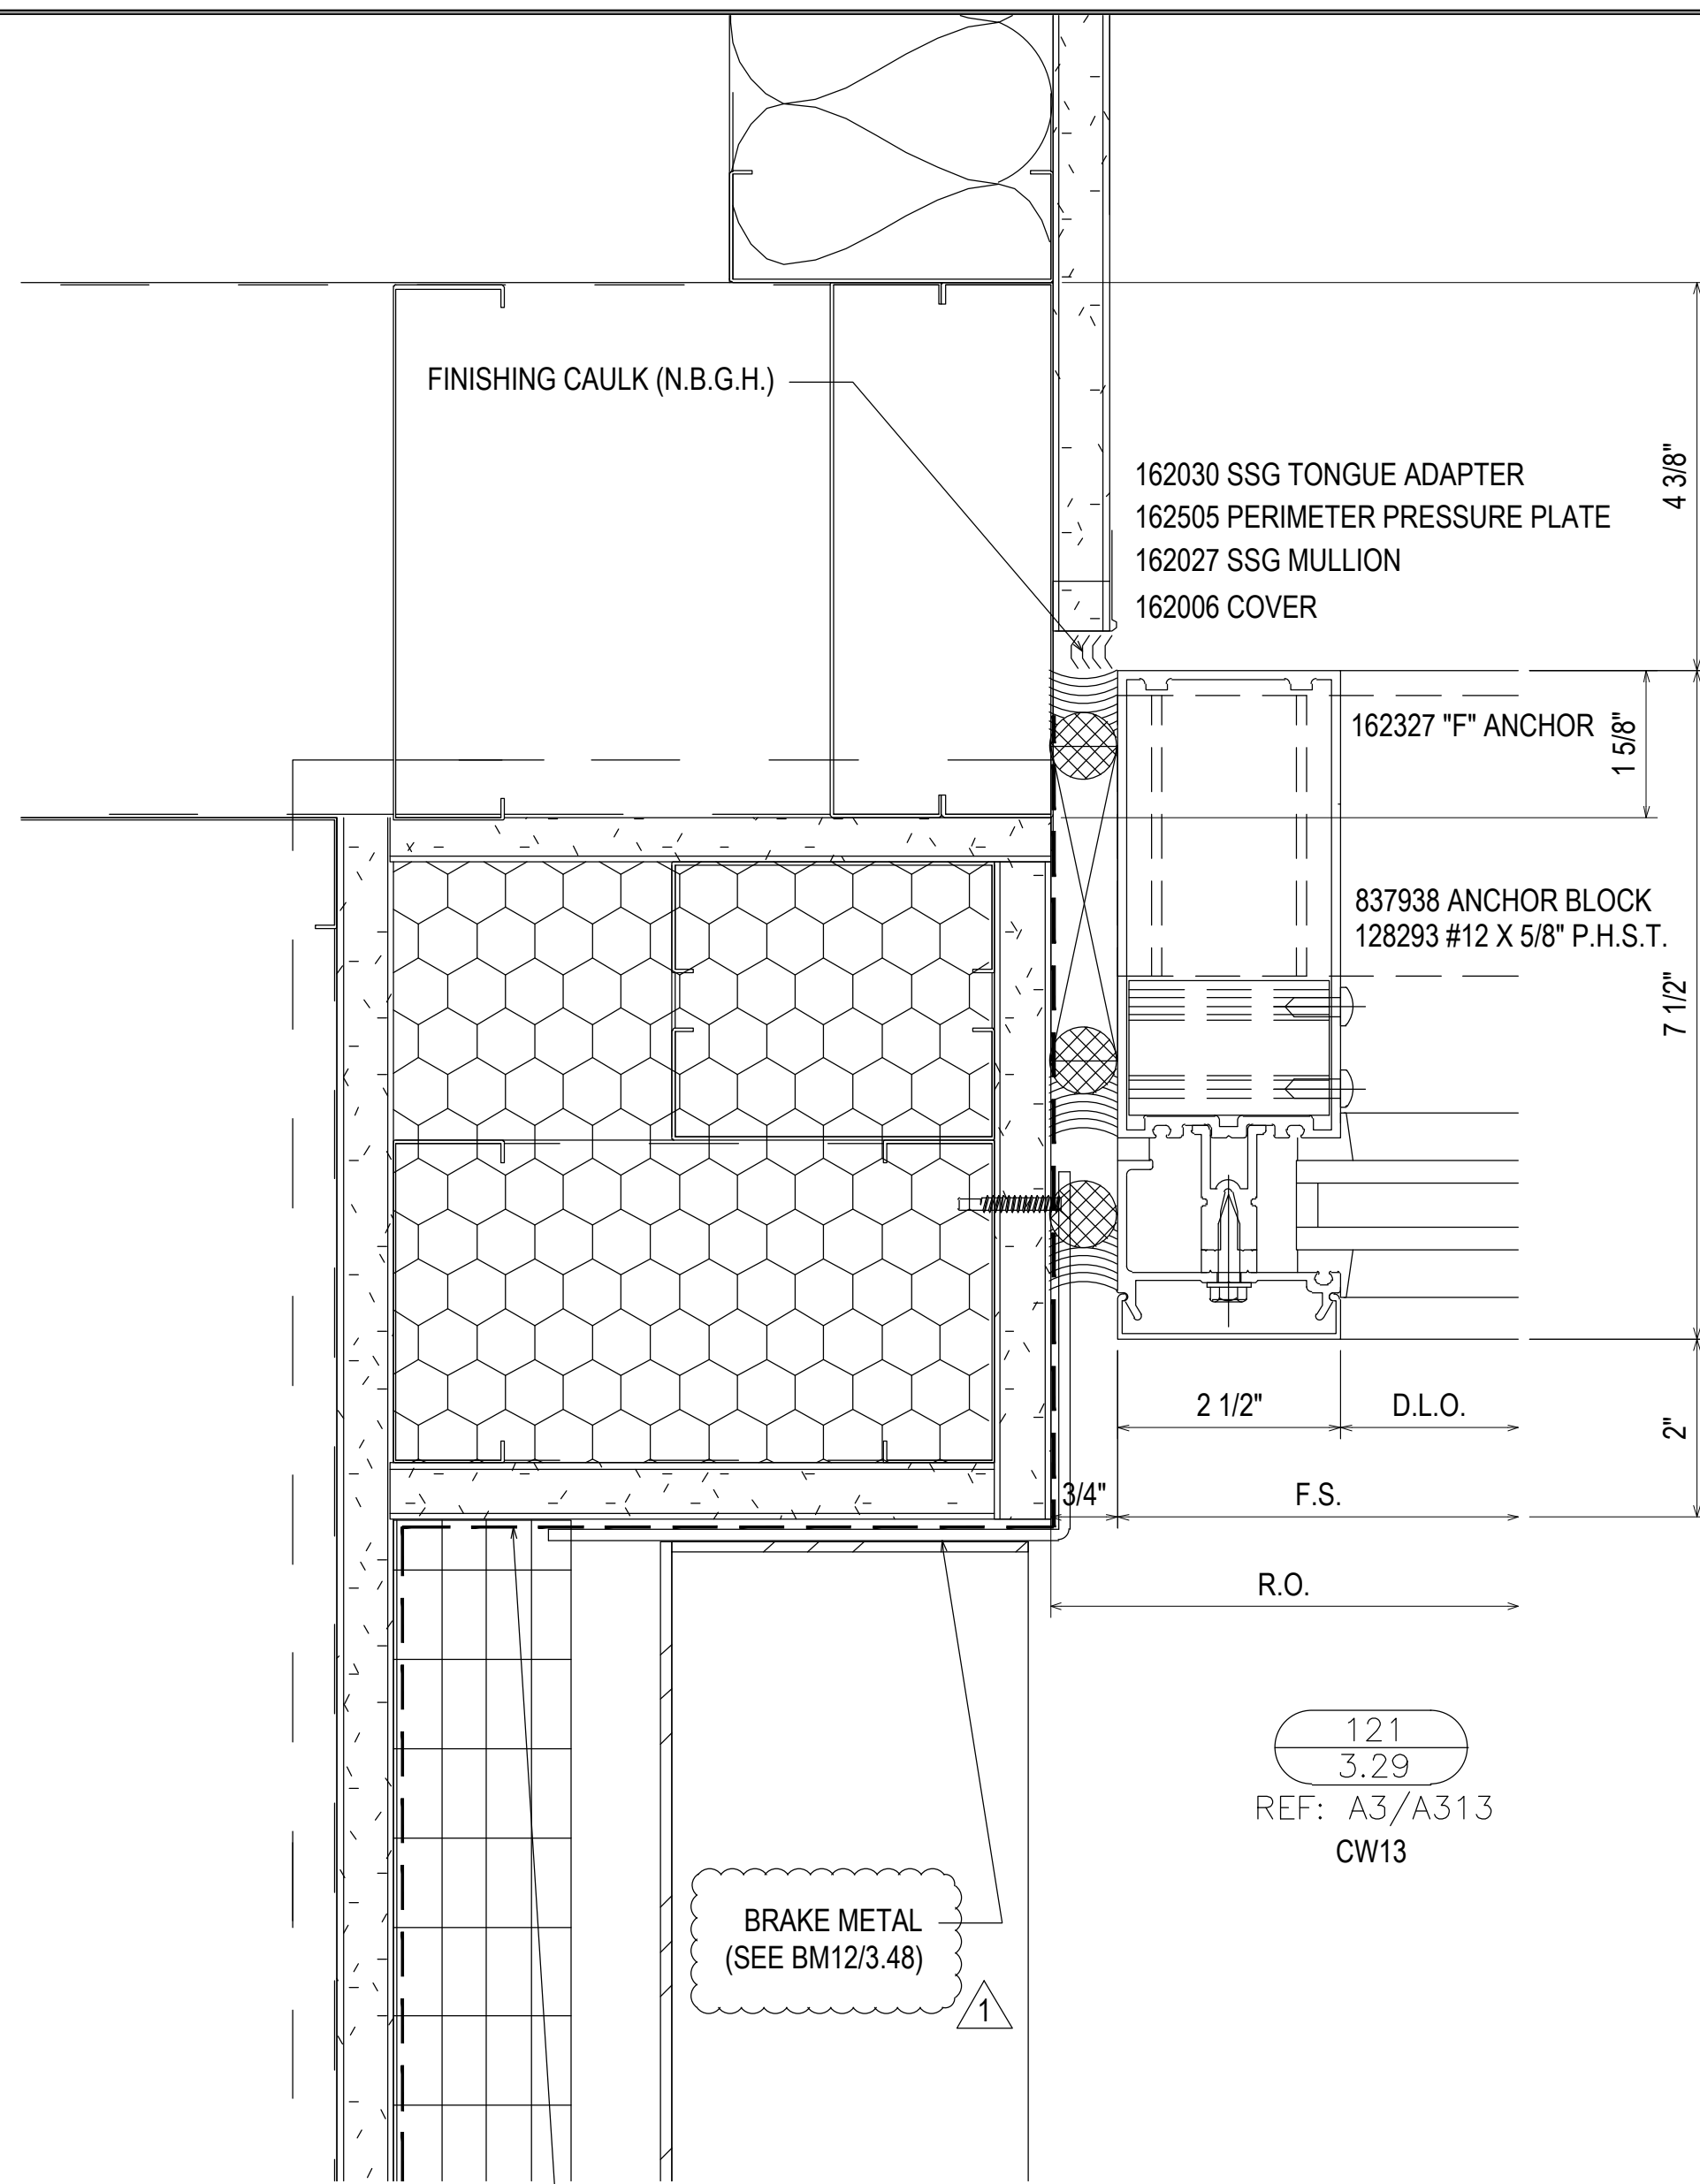 FINISHING CAULK (N.B.G.H.)
162030 SSG TONGUE ADAPTER
162505 PERIMETER PRESSURE PLATE
162027 SSG MULLION
162006 COVER
4 3/8"
162327 "F" ANCHOR
1 5/8"
837938 ANCHOR BLOCK
128293 #12 X 5/8" P.H.S.T.
7 1/2"
2 1/2"
D.L.O.
2"
3/4"
F.S.
R.O.
121
3.29
REF: A3/A313
CW13
BRAKE METAL
(SEE BM12/3.48)
1